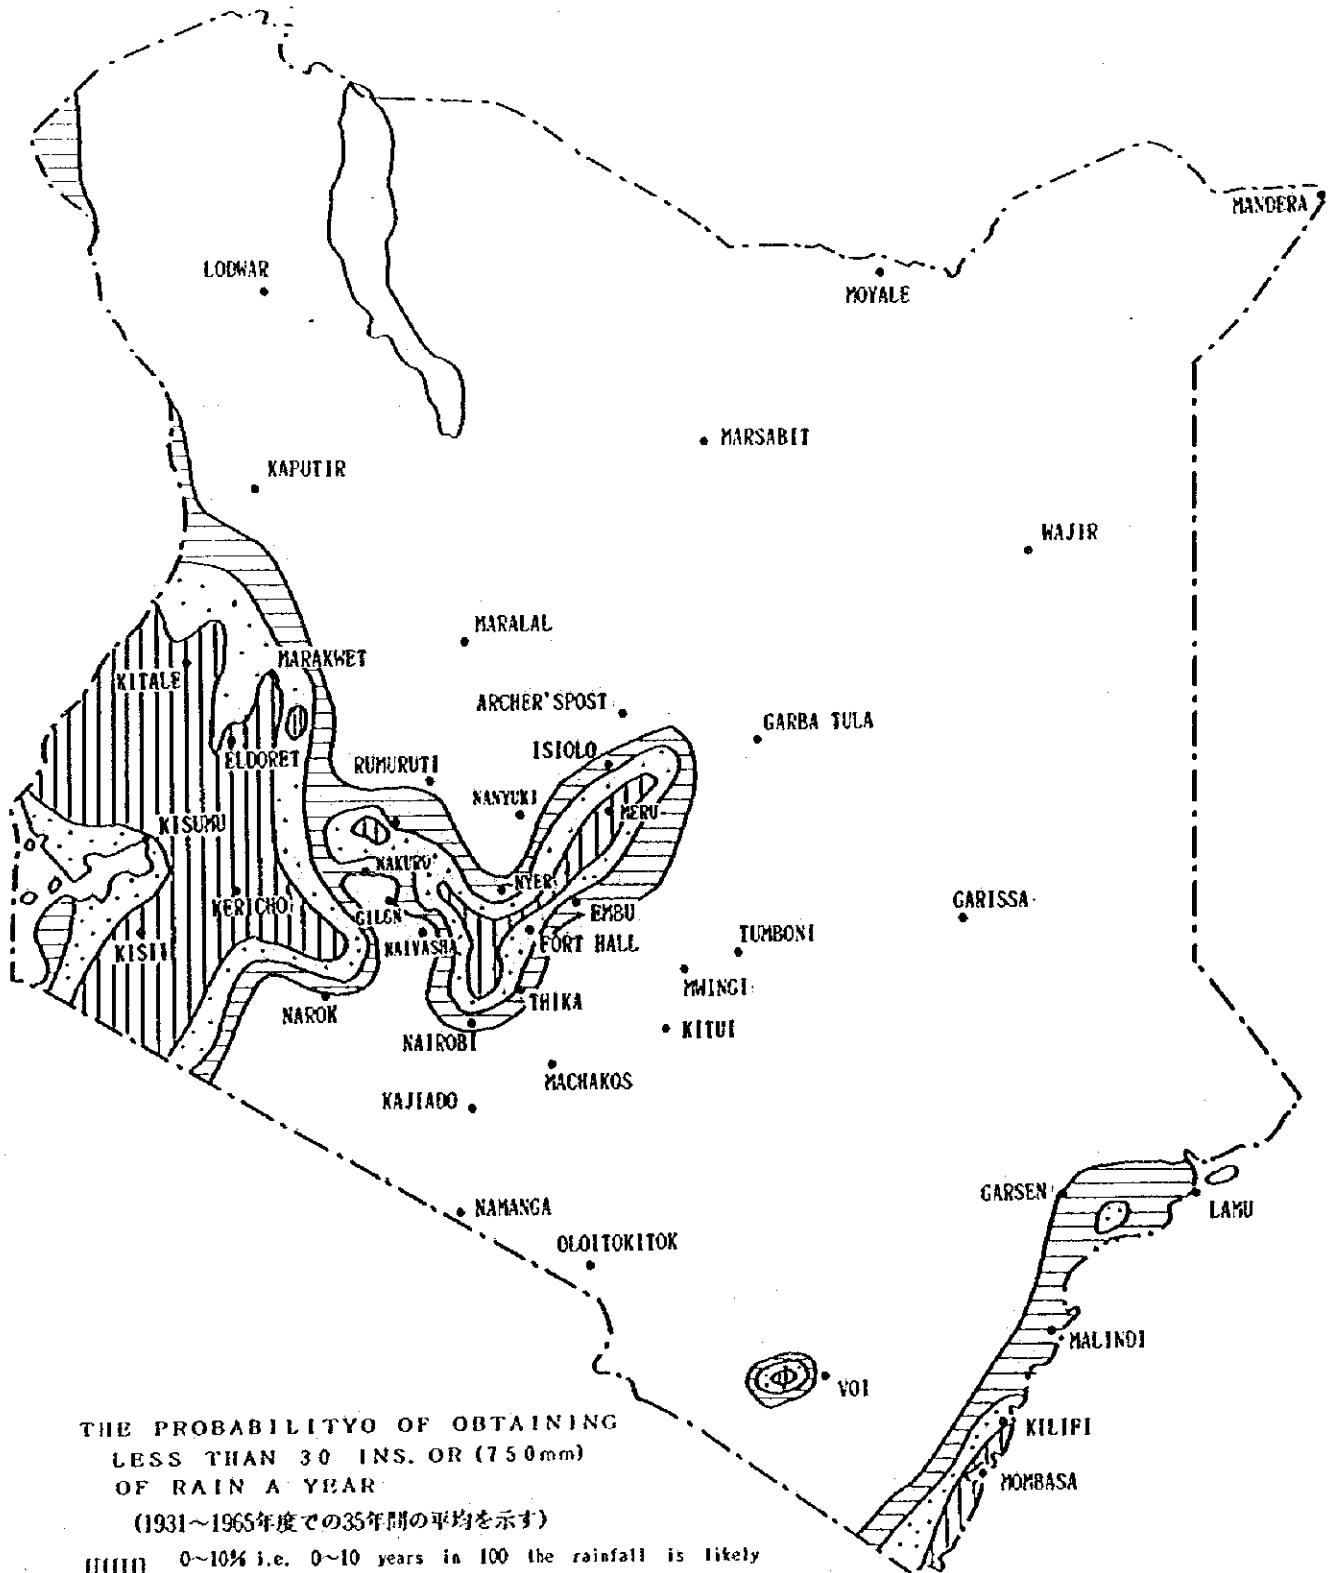 MANDERA
LODWAR
MOYALE
MARSABIT
KAPUTIR
WAJIR
MARALAL
MARAKWET
KITALE
ARCHER'SPOST
GARBA TULA
ISIOLO
ELDORET
RUMURUTI
NANYUKI
MERU
KISUMU
NAKURU
NYERI
KERICHO
GILGN
EMBU
GARISSA
KISII
NAIVASHA
FORT HALL
TUMBONI
MWINGI
THIKA
NAROK
KITUI
NAIROBI
MACHAKOS
KAJIADO
GARSEN
LAMU
NAMANGA
OLOITOKITOK
MALINDI
VOI
KILIFI
MOMBASA
THE PROBABILITYO OF OBTAINING
LESS THAN 30 INS. OR (750mm)
OF RAIN A YEAR
(1931~1965年度での35年間の平均を示す)
0~10% i.e. 0~10 years in 100 the rainfall is likely